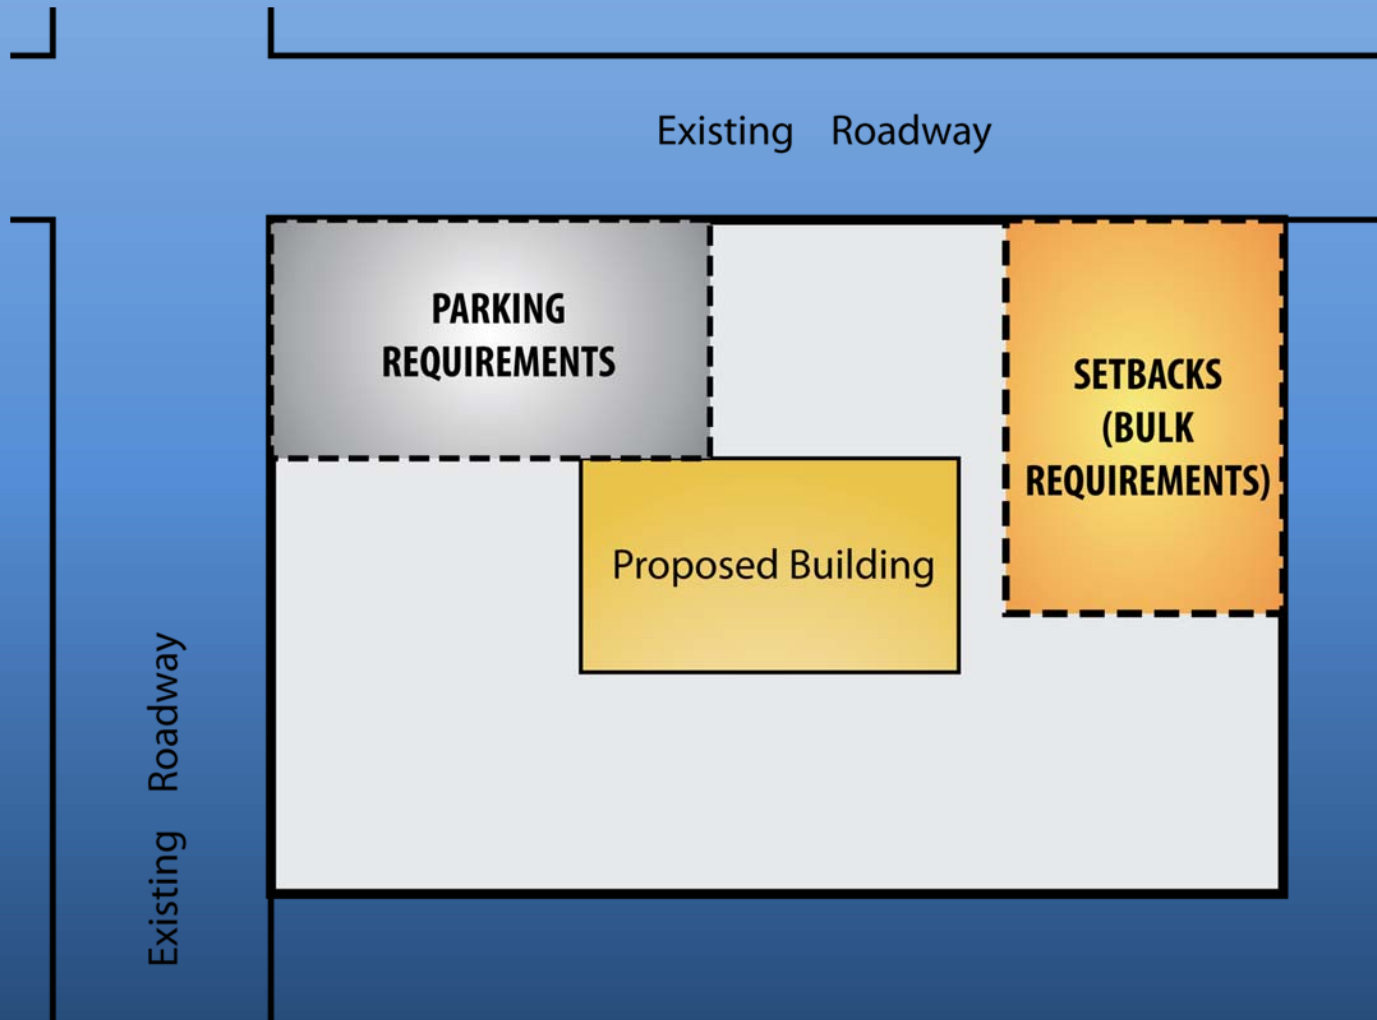 Existing Roadway
PARKING
REQUIREMENTS
SETBACKS
(BULK
REQUIREMENTS)
Proposed Building
Existing Roadway